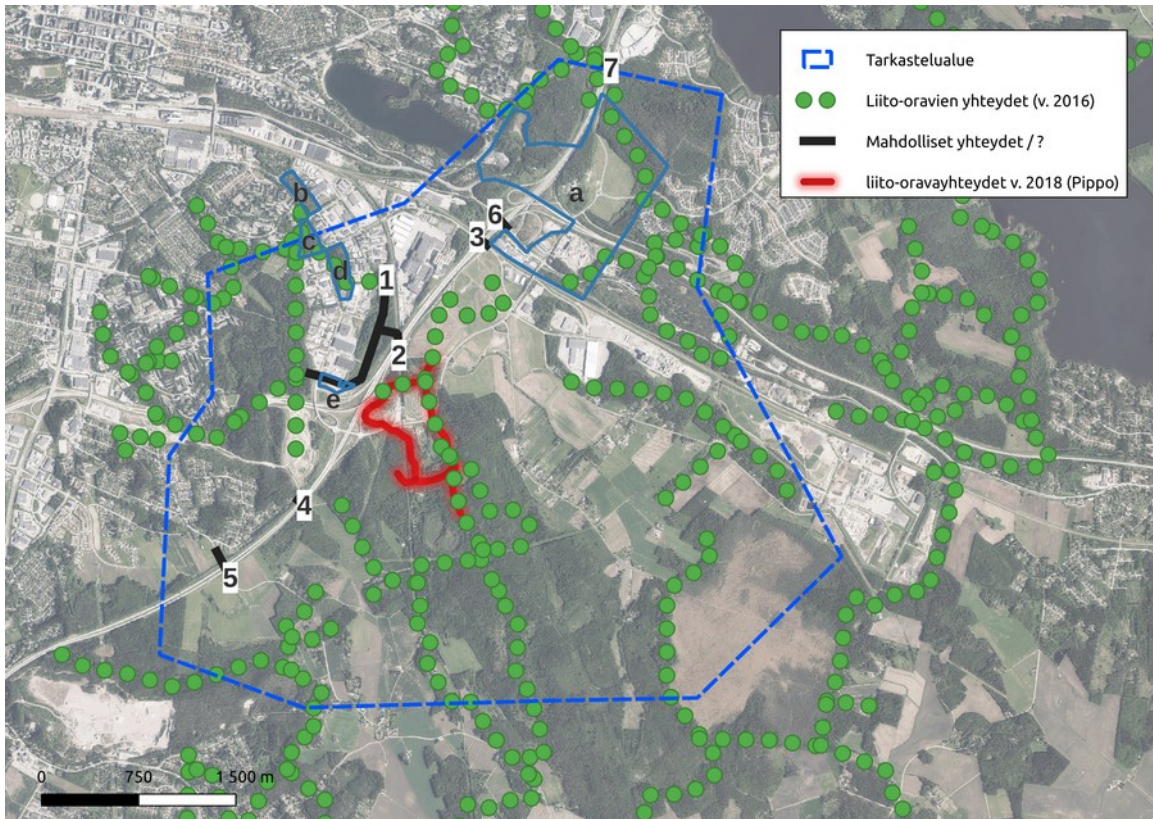 7
Tarkastelualue
Liito-oravien yhteydet (v. 2016)
Mahdolliset yhteydet / ?
liito-oravayhteydet v. 2018 (Pippo)
a
b
6
3
c
d
1
2
e
4
5
0 750 1 500 m